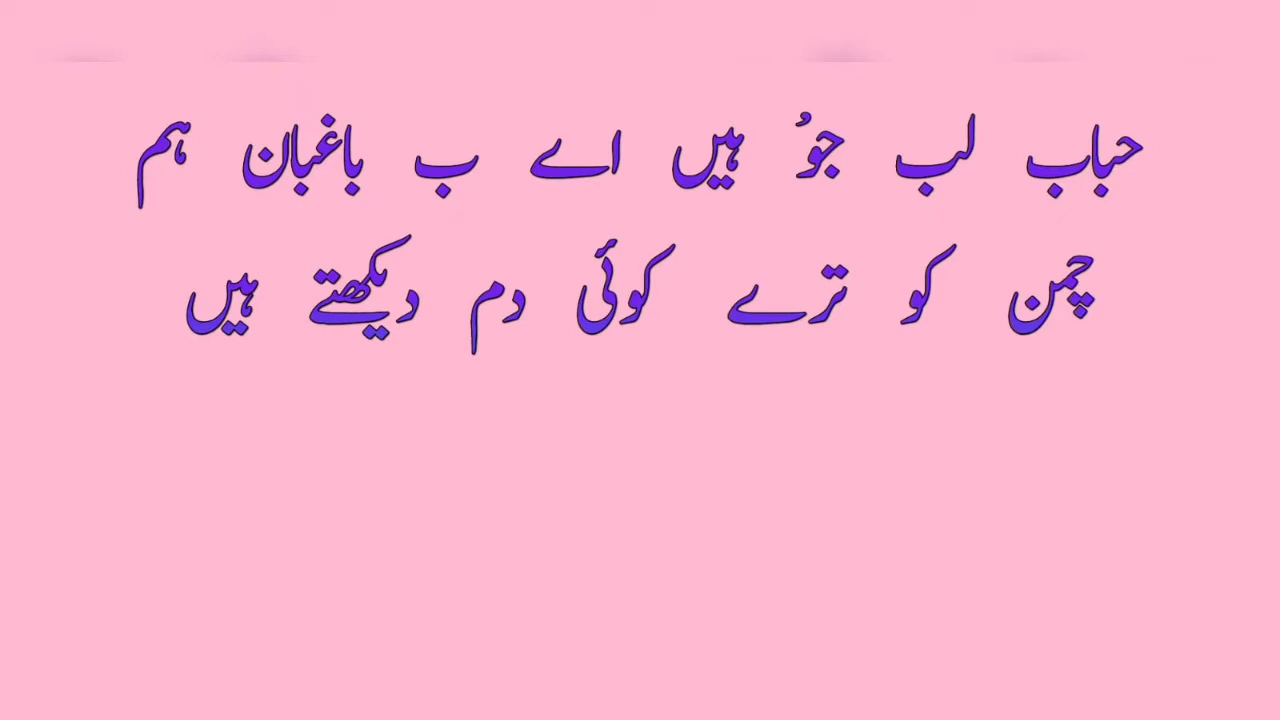 حباب لب جوُ ہیں اے ب باغبان ہم
چمن کو ترے کوئی دم دیکھتے ہیں